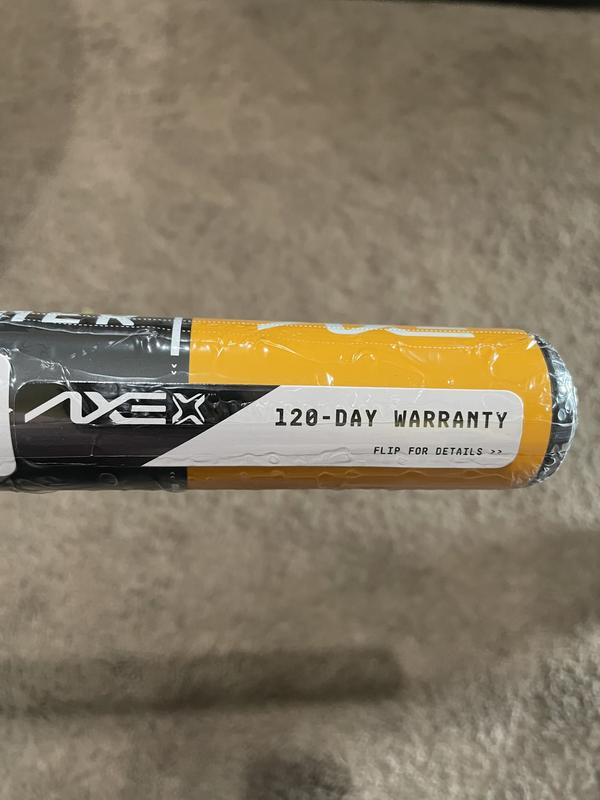 AXE
120-DAY WARRANTY
FLIP FOR DETAILS >>